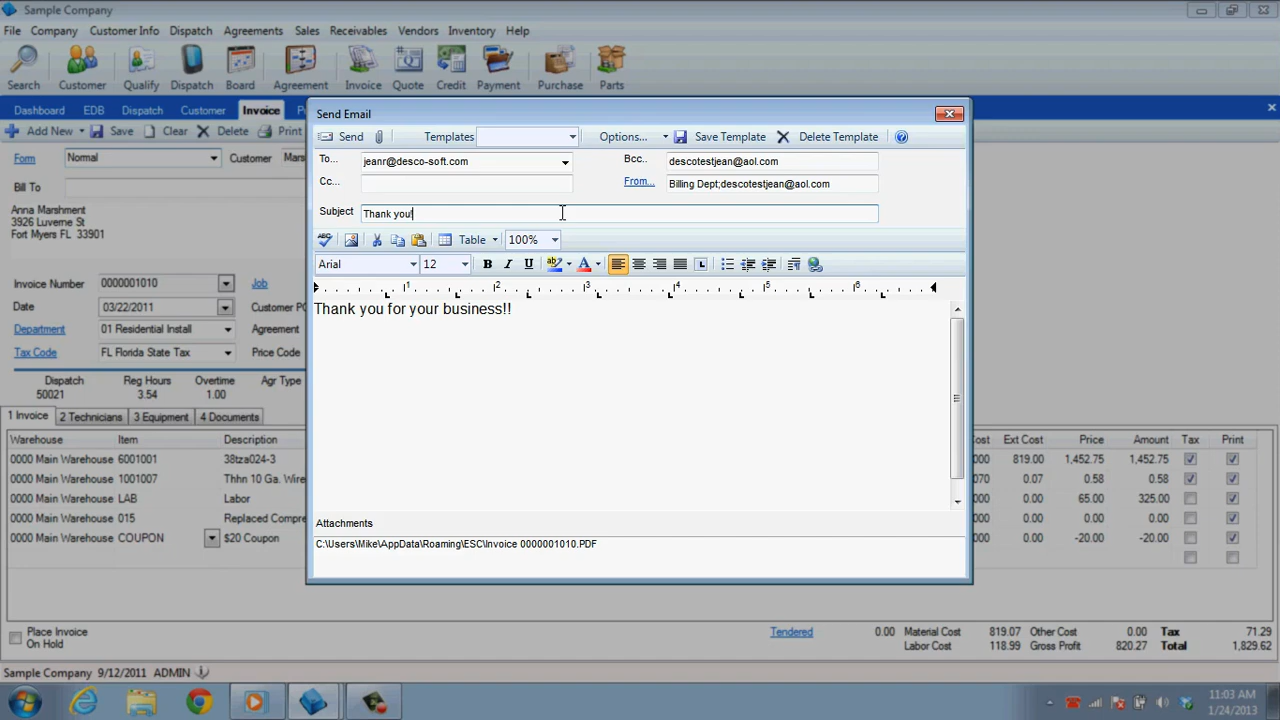 Sample Company
File Company Customer Info Dispatch Agreements Sales Receivables Vendors Inventory Help
Search Customer Qualify Dispatch Board Agreement Invoice Quote Credit Payment Purchase Parts
Dashboard EDB Dispatch Customer Invoice
Add New Save Clear Delete Print
Form Normal Customer
Bill To
Anna Marshment
3926 Luverne St
Fort Myers FL 33901
Invoice Number 0000001010 Job
Date 03/22/2011
Department 01 Residential Install Agreement
Tax Code FL Florida State Tax Price Code
Dispatch Reg Hours Overtime Agr Type
50021 3.54 1.00
1 Invoice 2 Technicians 3 Equipment 4 Documents
Send Email
Send Templates Options... Save Template Delete Template
To... jeanr@desco-soft.com Bcc.. descotestjean@aol.com
Cc... From... Billing Dept;descotestjean@aol.com
Subject Thank you!
ABC Table 100%
Arial 12 B I U ab A L
1 2 3 4 5 6
Thank you for your business!!
Attachments
C:\Users\Mike\AppData\Roaming\ESC\Invoice 0000001010.PDF
Warehouse Item Description Cost Ext Cost Price Amount Tax Print
0000 Main Warehouse 6001001 38tza024-3 000 819.00 1,452.75 1,452.75
0000 Main Warehouse 1001007 Thhn 10 Ga. Wire 070 0.07 0.58 0.58
0000 Main Warehouse LAB Labor 000 0.00 65.00 325.00
0000 Main Warehouse 015 Replaced Compre 000 0.00 0.00 0.00
0000 Main Warehouse COUPON $20 Coupon 000 0.00 -20.00 -20.00
Place Invoice
On Hold
Tendered 0.00 Material Cost 819.07 Other Cost 0.00 Tax 71.29
Labor Cost 118.99 Gross Profit 820.27 Total 1,829.62
Sample Company 9/12/2011 ADMIN
11:03 AM
1/24/2013